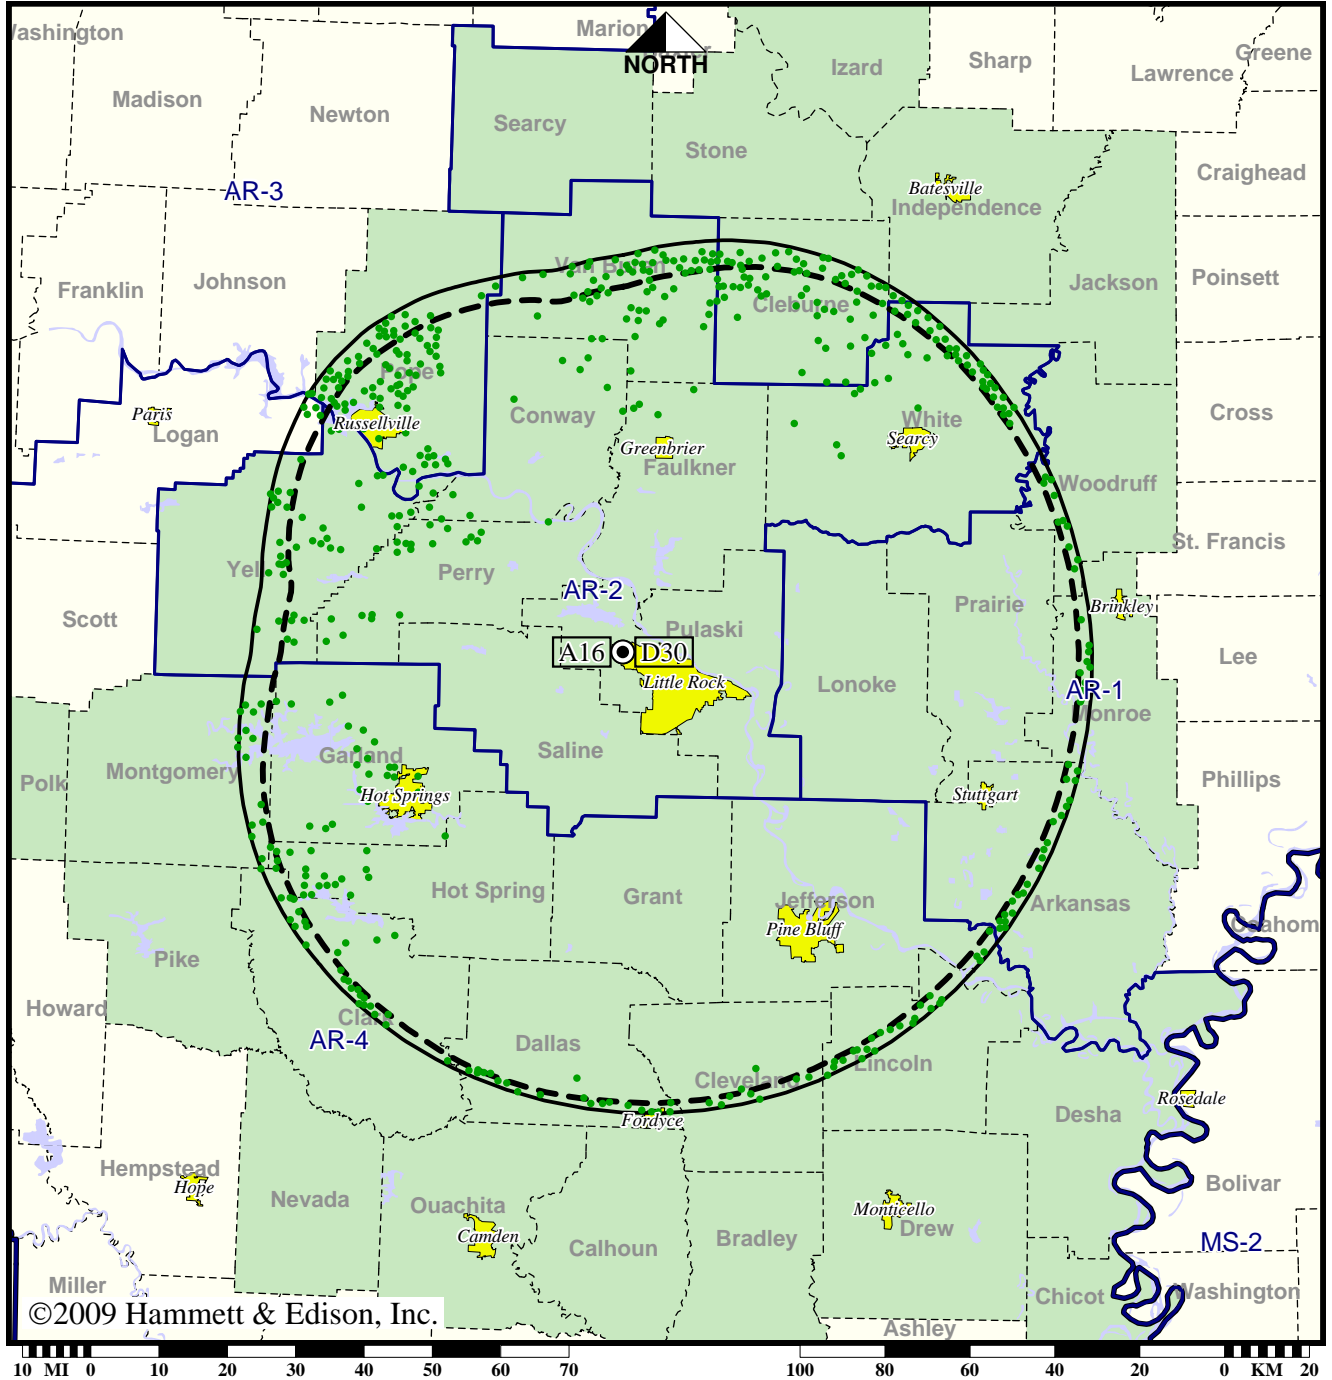 Washington
Marion
NORTH
Izard
Sharp
Greene
Lawrence
Madison
Newton
Searcy
Stone
Craighead
AR-3
Batesville
Independence
Johnson
Van Buren
Jackson
Poinsett
Franklin
Cleburne
Pope
Paris
Logan
Russellville
Conway
Greenbrier
Faulkner
White
Searcy
Cross
Woodruff
St. Francis
Yell
Perry
AR-2
Prairie
Brinkley
Scott
Pulaski
A16
D30
Little Rock
Lee
Lonoke
AR-1
Monroe
Polk
Montgomery
Garland
Saline
Hot Springs
Stuttgart
Phillips
Hot Spring
Grant
Jefferson
Pine Bluff
Arkansas
Coahom
Pike
Howard
Clark
AR-4
Dallas
Cleveland
Lincoln
Fordyce
Desha
Rosedale
Hempstead
Hope
Nevada
Ouachita
Camden
Calhoun
Bradley
Monticello
Drew
Bolivar
MS-2
Miller
Chicot
Washington
Ashley
©2009 Hammett & Edison, Inc.
10 MI 0 10 20 30 40 50 60 70 100 80 60 40 20 0 KM 20